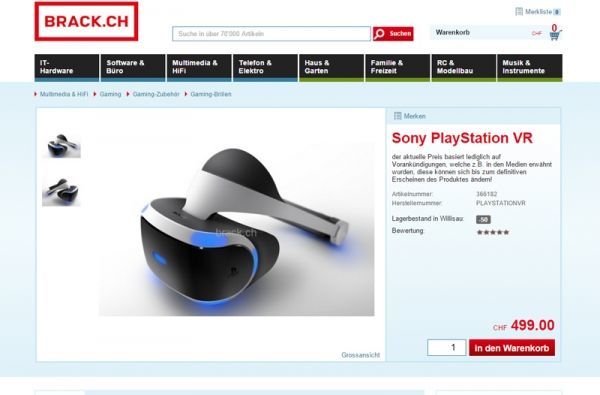 BRACK.CH
Merkliste 0
Suche in über 70'000 Artikeln
Suchen
Warenkorb
CHF
0
IT-
Hardware
Software &
Büro
Multimedia &
HiFi
Telefon &
Elektro
Haus &
Garten
Familie &
Freizeit
RC &
Modellbau
Musik &
Instrumente
Multimedia & HiFi
Gaming
Gaming-Zubehör
Gaming-Brillen
Merken
Sony PlayStation VR
der aktuelle Preis basiert lediglich auf
Vorankündigungen, welche z.B. in den Medien erwähnt
wurden, diese können sich bis zum definitiven
Erscheinen des Produktes ändern!
Artikelnummer: 366182
Herstellernummer: PLAYSTATIONVR
Lagerbestand in Willisau: -50
Bewertung:
brack.ch
CHF 499.00
1
in den Warenkorb
Grossansicht